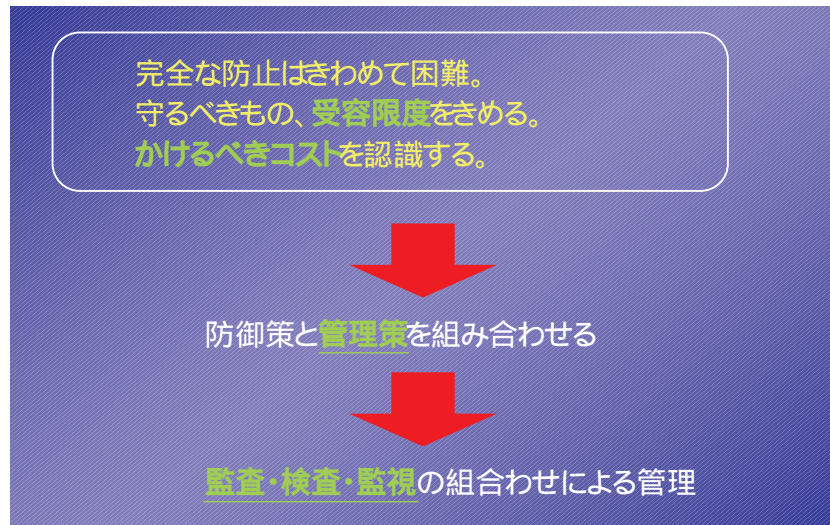 完全な防止はきわめて困難。
守るべきもの、受容限度をきめる。
かけるべきコストを認識する。
防御策と管理策を組み合わせる
監査・検査・監視の組合わせによる管理